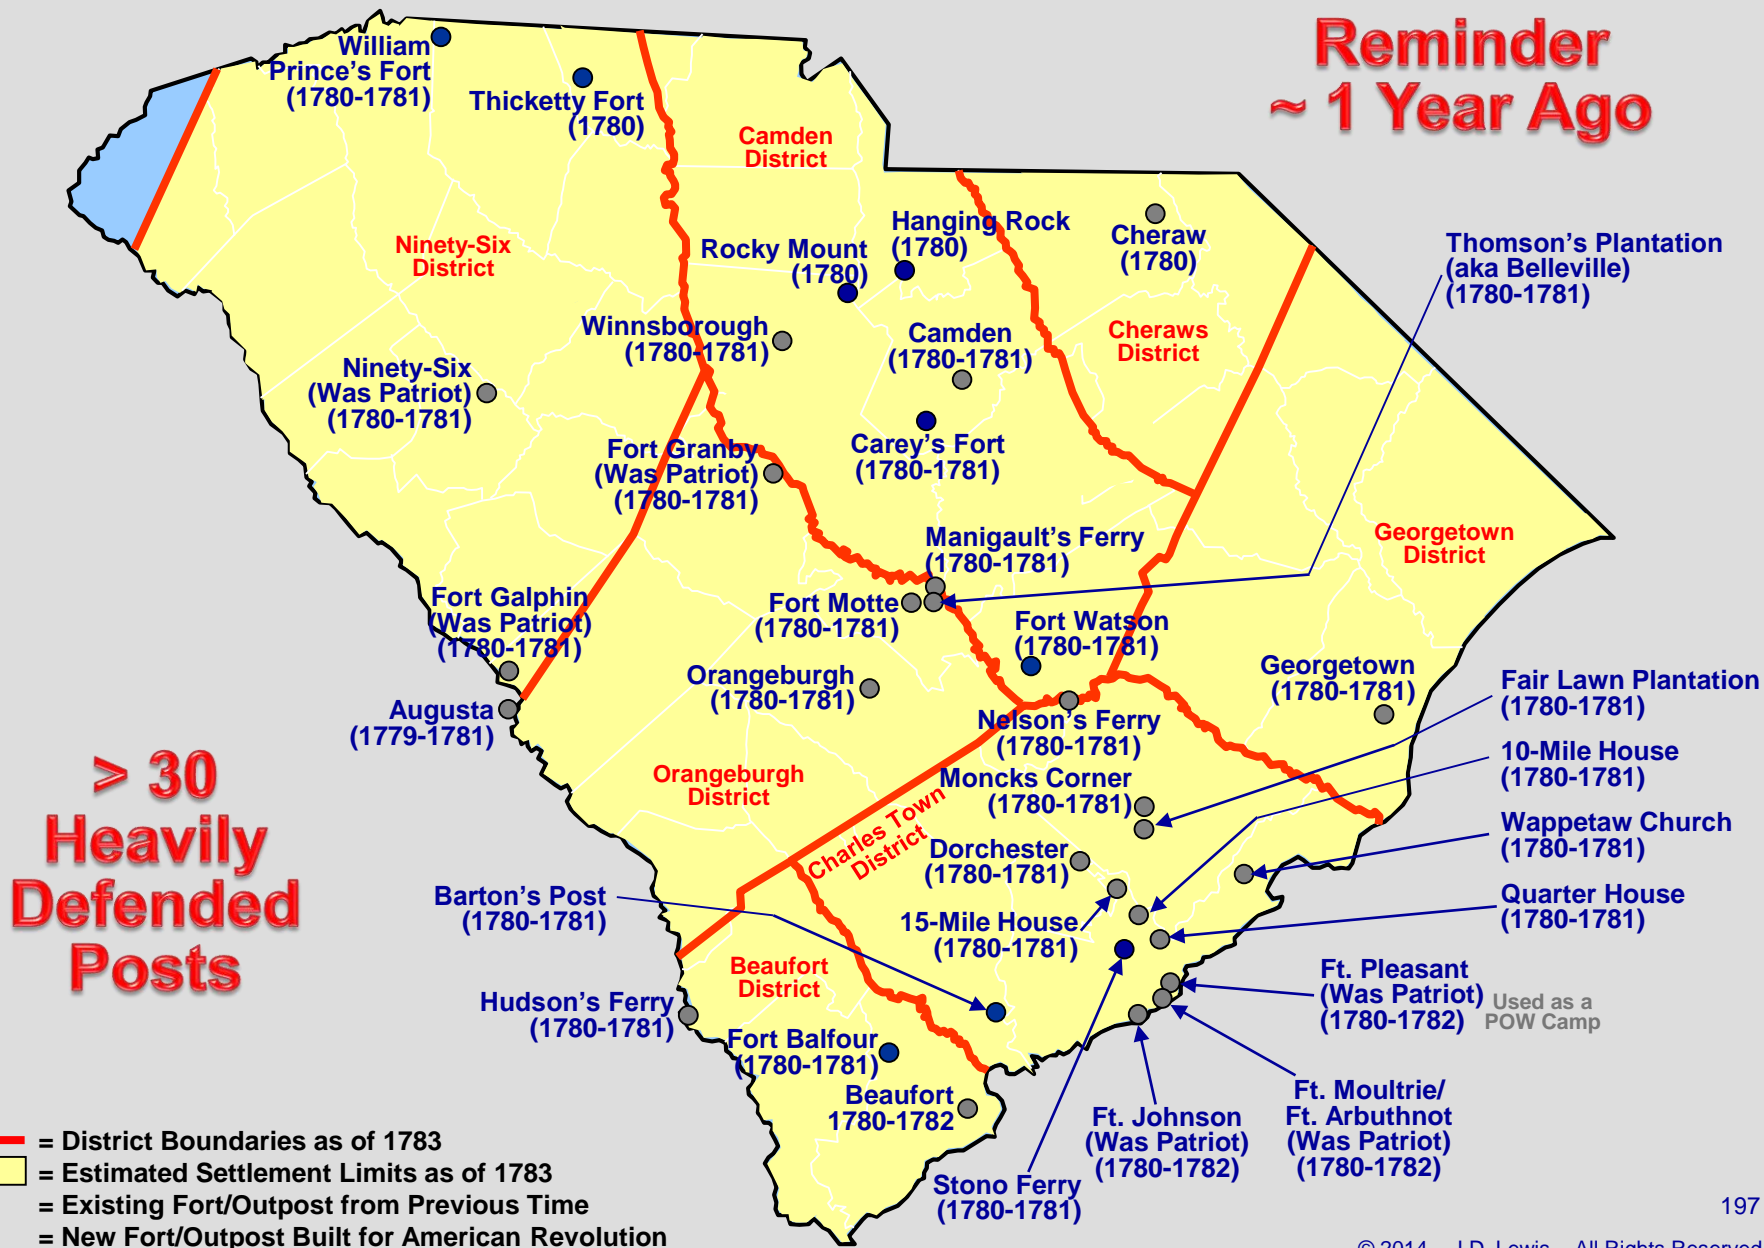 Reminder
~ 1 Year Ago
William
Prince's Fort
(1780-1781)
Thicketty Fort
(1780)
Camden
District
Ninety-Six
District
Rocky Mount
(1780)
Hanging Rock
(1780)
Cheraw
(1780)
Thomson's Plantation
(aka Belleville)
(1780-1781)
Winnsborough
(1780-1781)
Camden
(1780-1781)
Cheraws
District
Ninety-Six
(Was Patriot)
(1780-1781)
Fort Granby
(Was Patriot)
(1780-1781)
Carey's Fort
(1780-1781)
Manigault's Ferry
(1780-1781)
Georgetown
District
Fort Galphin
(Was Patriot)
(1780-1781)
Fort Motte
(1780-1781)
Fort Watson
(1780-1781)
Orangeburgh
(1780-1781)
Georgetown
(1780-1781)
Fair Lawn Plantation
(1780-1781)
Augusta
(1779-1781)
Nelson's Ferry
(1780-1781)
10-Mile House
(1780-1781)
> 30
Heavily
Defended
Posts
Orangeburgh
District
Moncks Corner
(1780-1781)
Charles Town
District
Wappetaw Church
(1780-1781)
Dorchester
(1780-1781)
Barton's Post
(1780-1781)
15-Mile House
(1780-1781)
Quarter House
(1780-1781)
Beaufort
District
Ft. Pleasant
(Was Patriot)
(1780-1782)
Used as a
POW Camp
Hudson's Ferry
(1780-1781)
Fort Balfour
(1780-1781)
Beaufort
1780-1782
Ft. Johnson
(Was Patriot)
(1780-1782)
Ft. Moultrie/
Ft. Arbuthnot
(Was Patriot)
(1780-1782)
Stono Ferry
(1780-1781)
= District Boundaries as of 1783
= Estimated Settlement Limits as of 1783
= Existing Fort/Outpost from Previous Time
= New Fort/Outpost Built for American Revolution
197
© 2014 – J.D. Lewis – All Rights Reserved